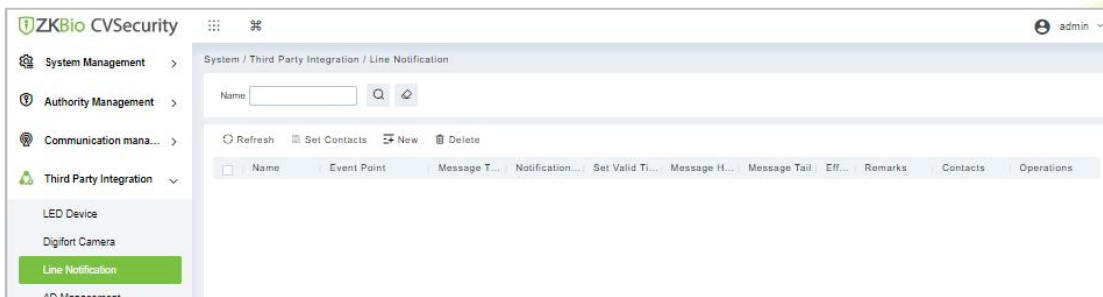 ZKBio CVSecurity
admin
System Management
System / Third Party Integration / Line Notification
Authority Management
Name
Communication mana...
Refresh Set Contacts New Delete
Name Event Point Message T... Notification... Set Valid Ti... Message H... Message Tail Eff... Remarks Contacts Operations
Third Party Integration
LED Device
Digifort Camera
Line Notification
AD Management